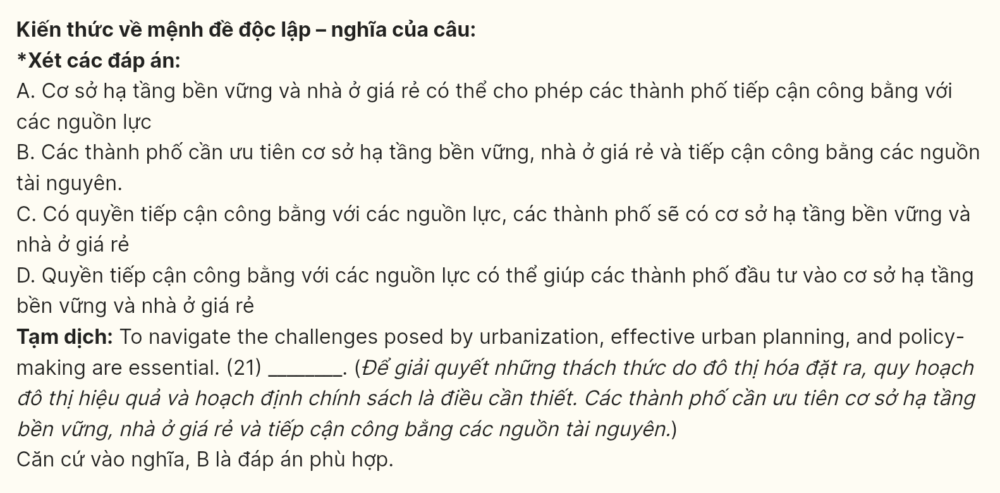 Kiến thức về mệnh đề độc lập – nghĩa của câu:
*Xét các đáp án:
A. Cơ sở hạ tầng bền vững và nhà ở giá rẻ có thể cho phép các thành phố tiếp cận công bằng với
các nguồn lực
B. Các thành phố cần ưu tiên cơ sở hạ tầng bền vững, nhà ở giá rẻ và tiếp cận công bằng các nguồn
tài nguyên.
C. Có quyền tiếp cận công bằng với các nguồn lực, các thành phố sẽ có cơ sở hạ tầng bền vững và
nhà ở giá rẻ
D. Quyền tiếp cận công bằng với các nguồn lực có thể giúp các thành phố đầu tư vào cơ sở hạ tầng
bền vững và nhà ở giá rẻ
Tạm dịch: To navigate the challenges posed by urbanization, effective urban planning, and policy-
making are essential. (21) ________. (Để giải quyết những thách thức do đô thị hóa đặt ra, quy hoạch
đô thị hiệu quả và hoạch định chính sách là điều cần thiết. Các thành phố cần ưu tiên cơ sở hạ tầng
bền vững, nhà ở giá rẻ và tiếp cận công bằng các nguồn tài nguyên.)
Căn cứ vào nghĩa, B là đáp án phù hợp.